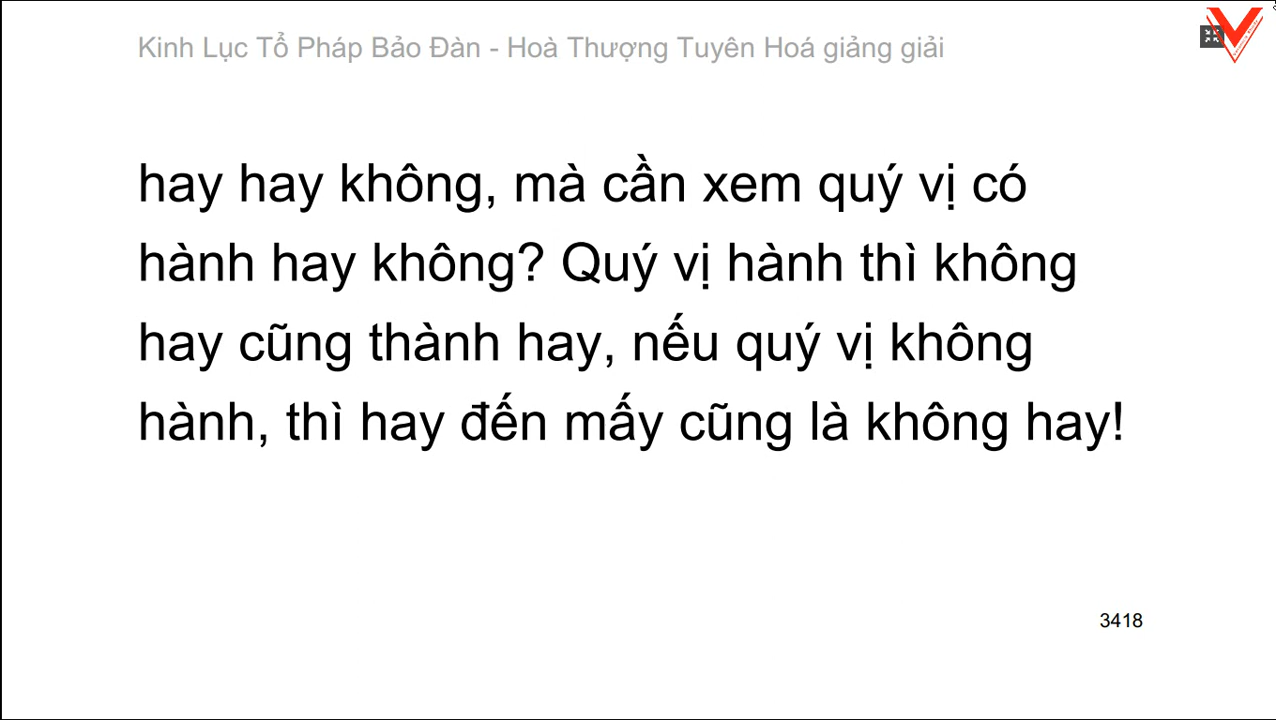 Kinh Lục Tổ Pháp Bảo Đàn - Hoà Thượng Tuyên Hoá giảng giải
hay hay không, mà cần xem quý vị có
hành hay không? Quý vị hành thì không
hay cũng thành hay, nếu quý vị không
hành, thì hay đến mấy cũng là không hay!
3418